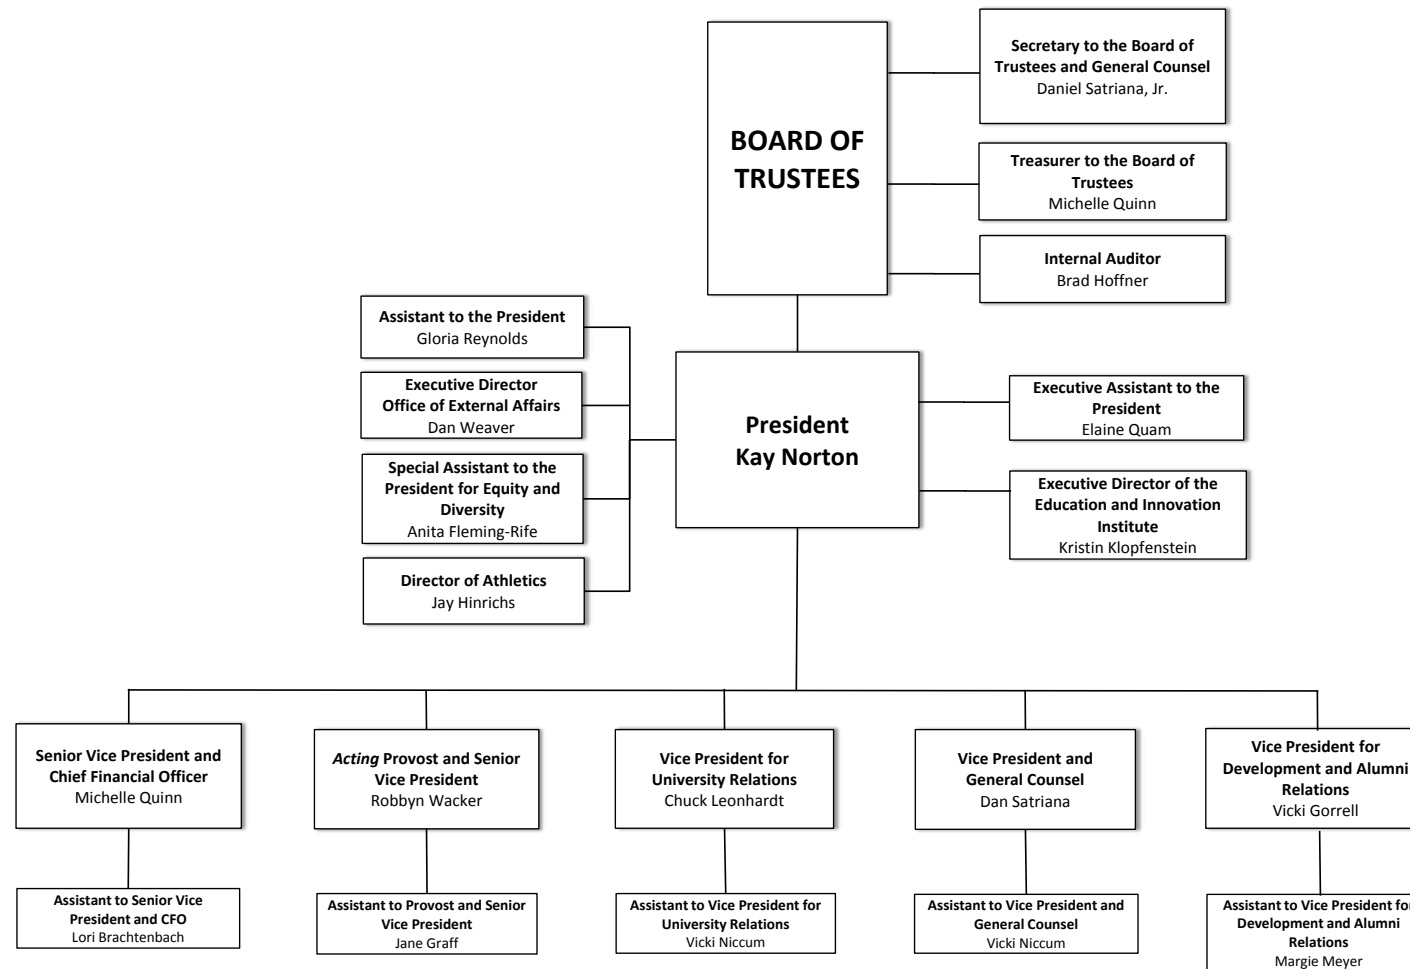 BOARD OF
TRUSTEES
Secretary to the Board of
Trustees and General Counsel
Daniel Satriana, Jr.
Treasurer to the Board of
Trustees
Michelle Quinn
Internal Auditor
Brad Hoffner
Assistant to the President
Gloria Reynolds
Executive Director
Office of External Affairs
Dan Weaver
Special Assistant to the
President for Equity and
Diversity
Anita Fleming-Rife
Director of Athletics
Jay Hinrichs
President
Kay Norton
Executive Assistant to the
President
Elaine Quam
Executive Director of the
Education and Innovation
Institute
Kristin Klopfenstein
Senior Vice President and
Chief Financial Officer
Michelle Quinn
Acting Provost and Senior
Vice President
Robbyn Wacker
Vice President for
University Relations
Chuck Leonhardt
Vice President and
General Counsel
Dan Satriana
Vice President for
Development and Alumni
Relations
Vicki Gorrell
Assistant to Senior Vice
President and CFO
Lori Brachtenbach
Assistant to Provost and Senior
Vice President
Jane Graff
Assistant to Vice President for
University Relations
Vicki Niccum
Assistant to Vice President and
General Counsel
Vicki Niccum
Assistant to Vice President for
Development and Alumni
Relations
Margie Meyer